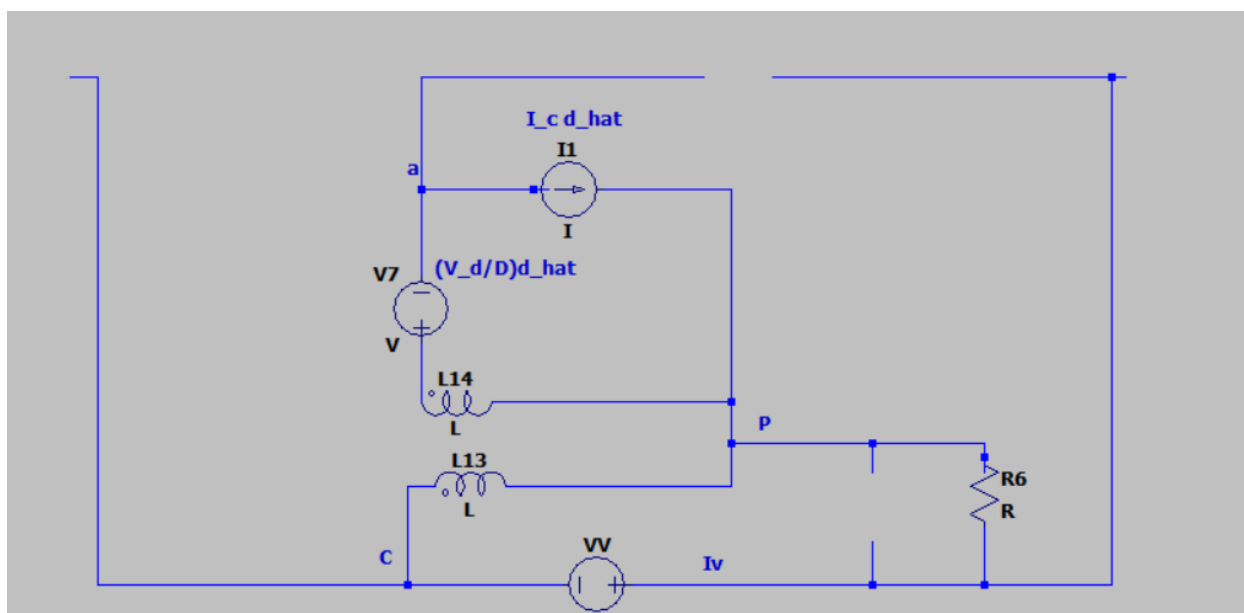 I_c d_hat
I1
a
I
V7
(V_d/D)d_hat
V
L14
L
P
L13
L
R6
R
C
VV
Iv